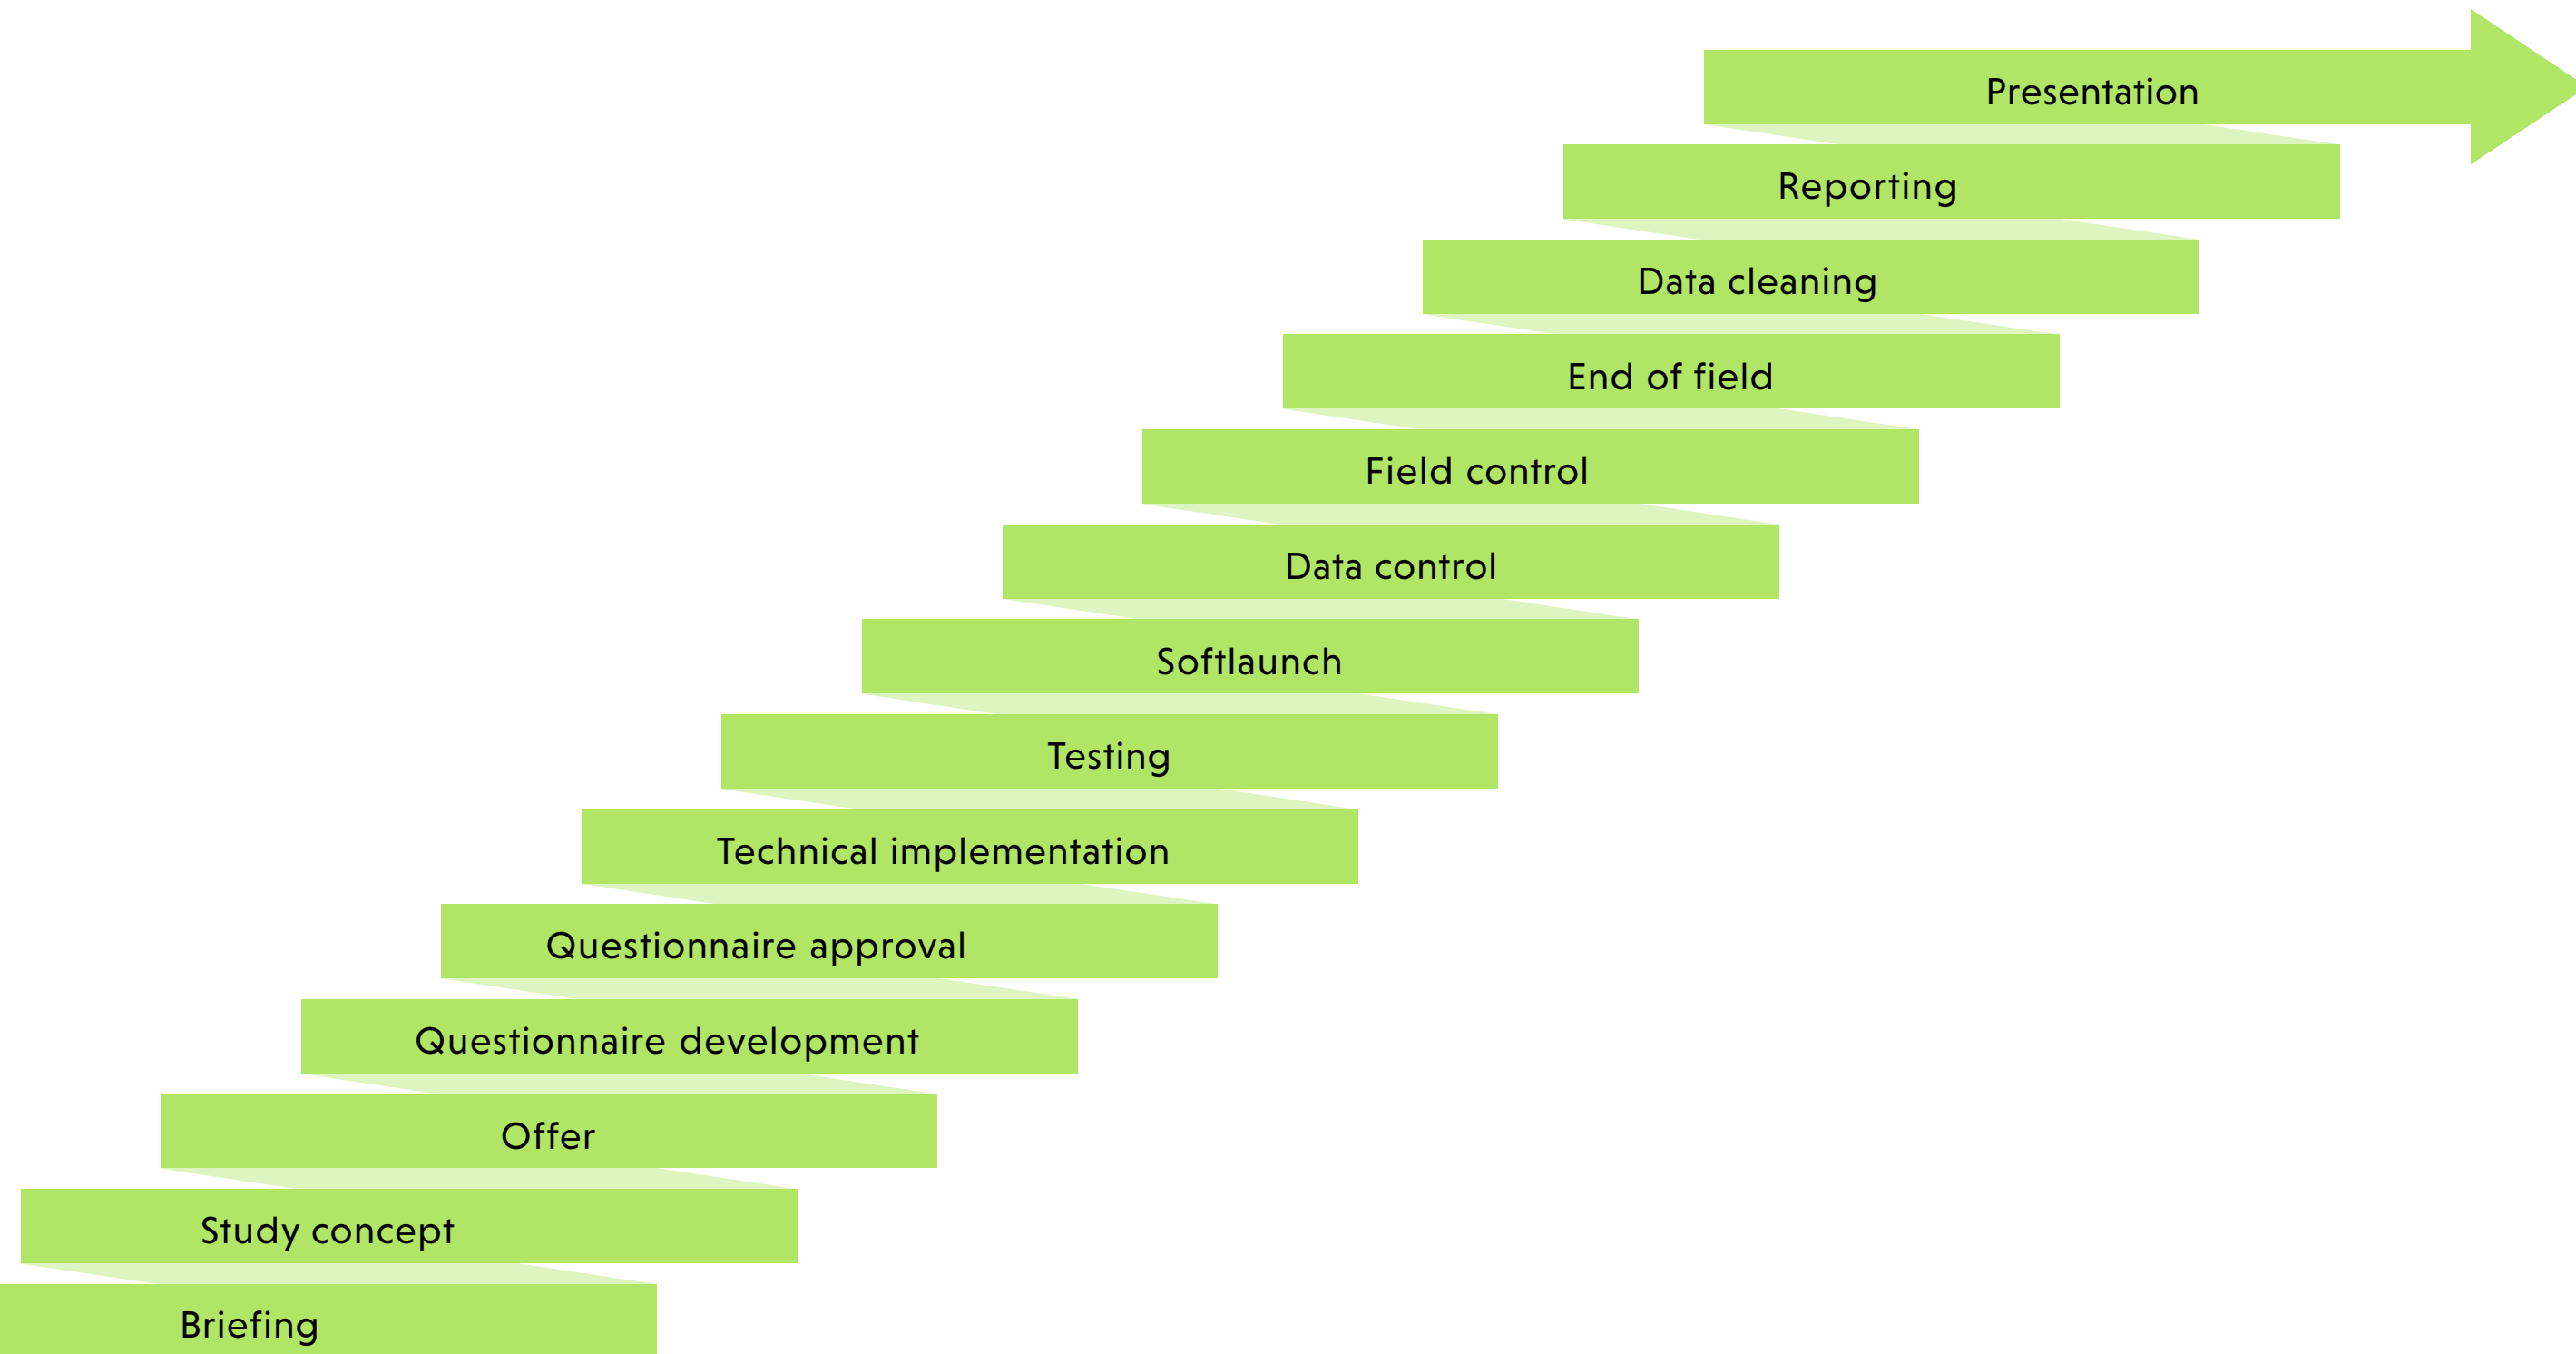 Presentation
Reporting
Data cleaning
End of field
Field control
Data control
Softlaunch
Testing
Technical implementation
Questionnaire approval
Questionnaire development
Offer
Study concept
Briefing